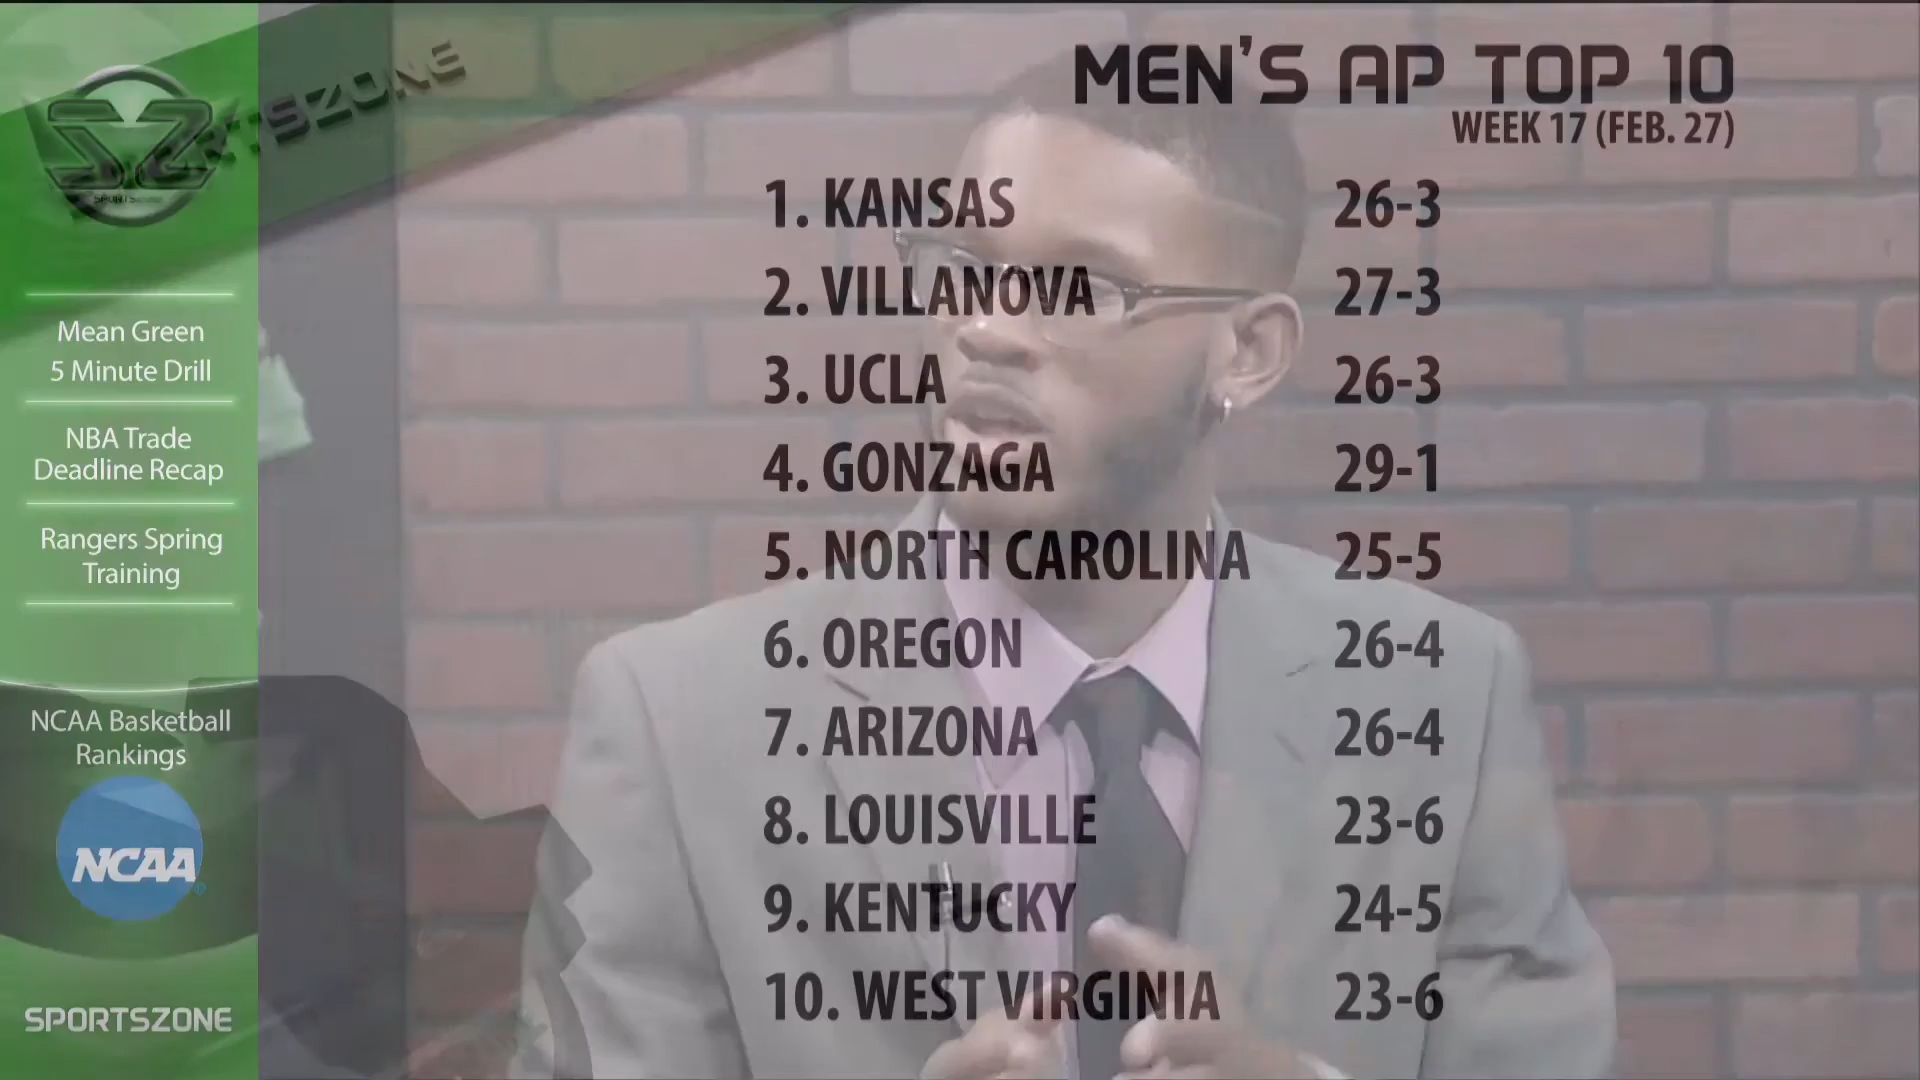 SPORTSZONE
SZ
SPORTSZONE
Mean Green
5 Minute Drill
NBA Trade
Deadline Recap
Rangers Spring
Training
NCAA Basketball
Rankings
NCAA
SPORTSZONE
MEN'S AP TOP 10
WEEK 17 (FEB. 27)
1. KANSAS 26-3
2. VILLANOVA 27-3
3. UCLA 26-3
4. GONZAGA 29-1
5. NORTH CAROLINA 25-5
6. OREGON 26-4
7. ARIZONA 26-4
8. LOUISVILLE 23-6
9. KENTUCKY 24-5
10. WEST VIRGINIA 23-6